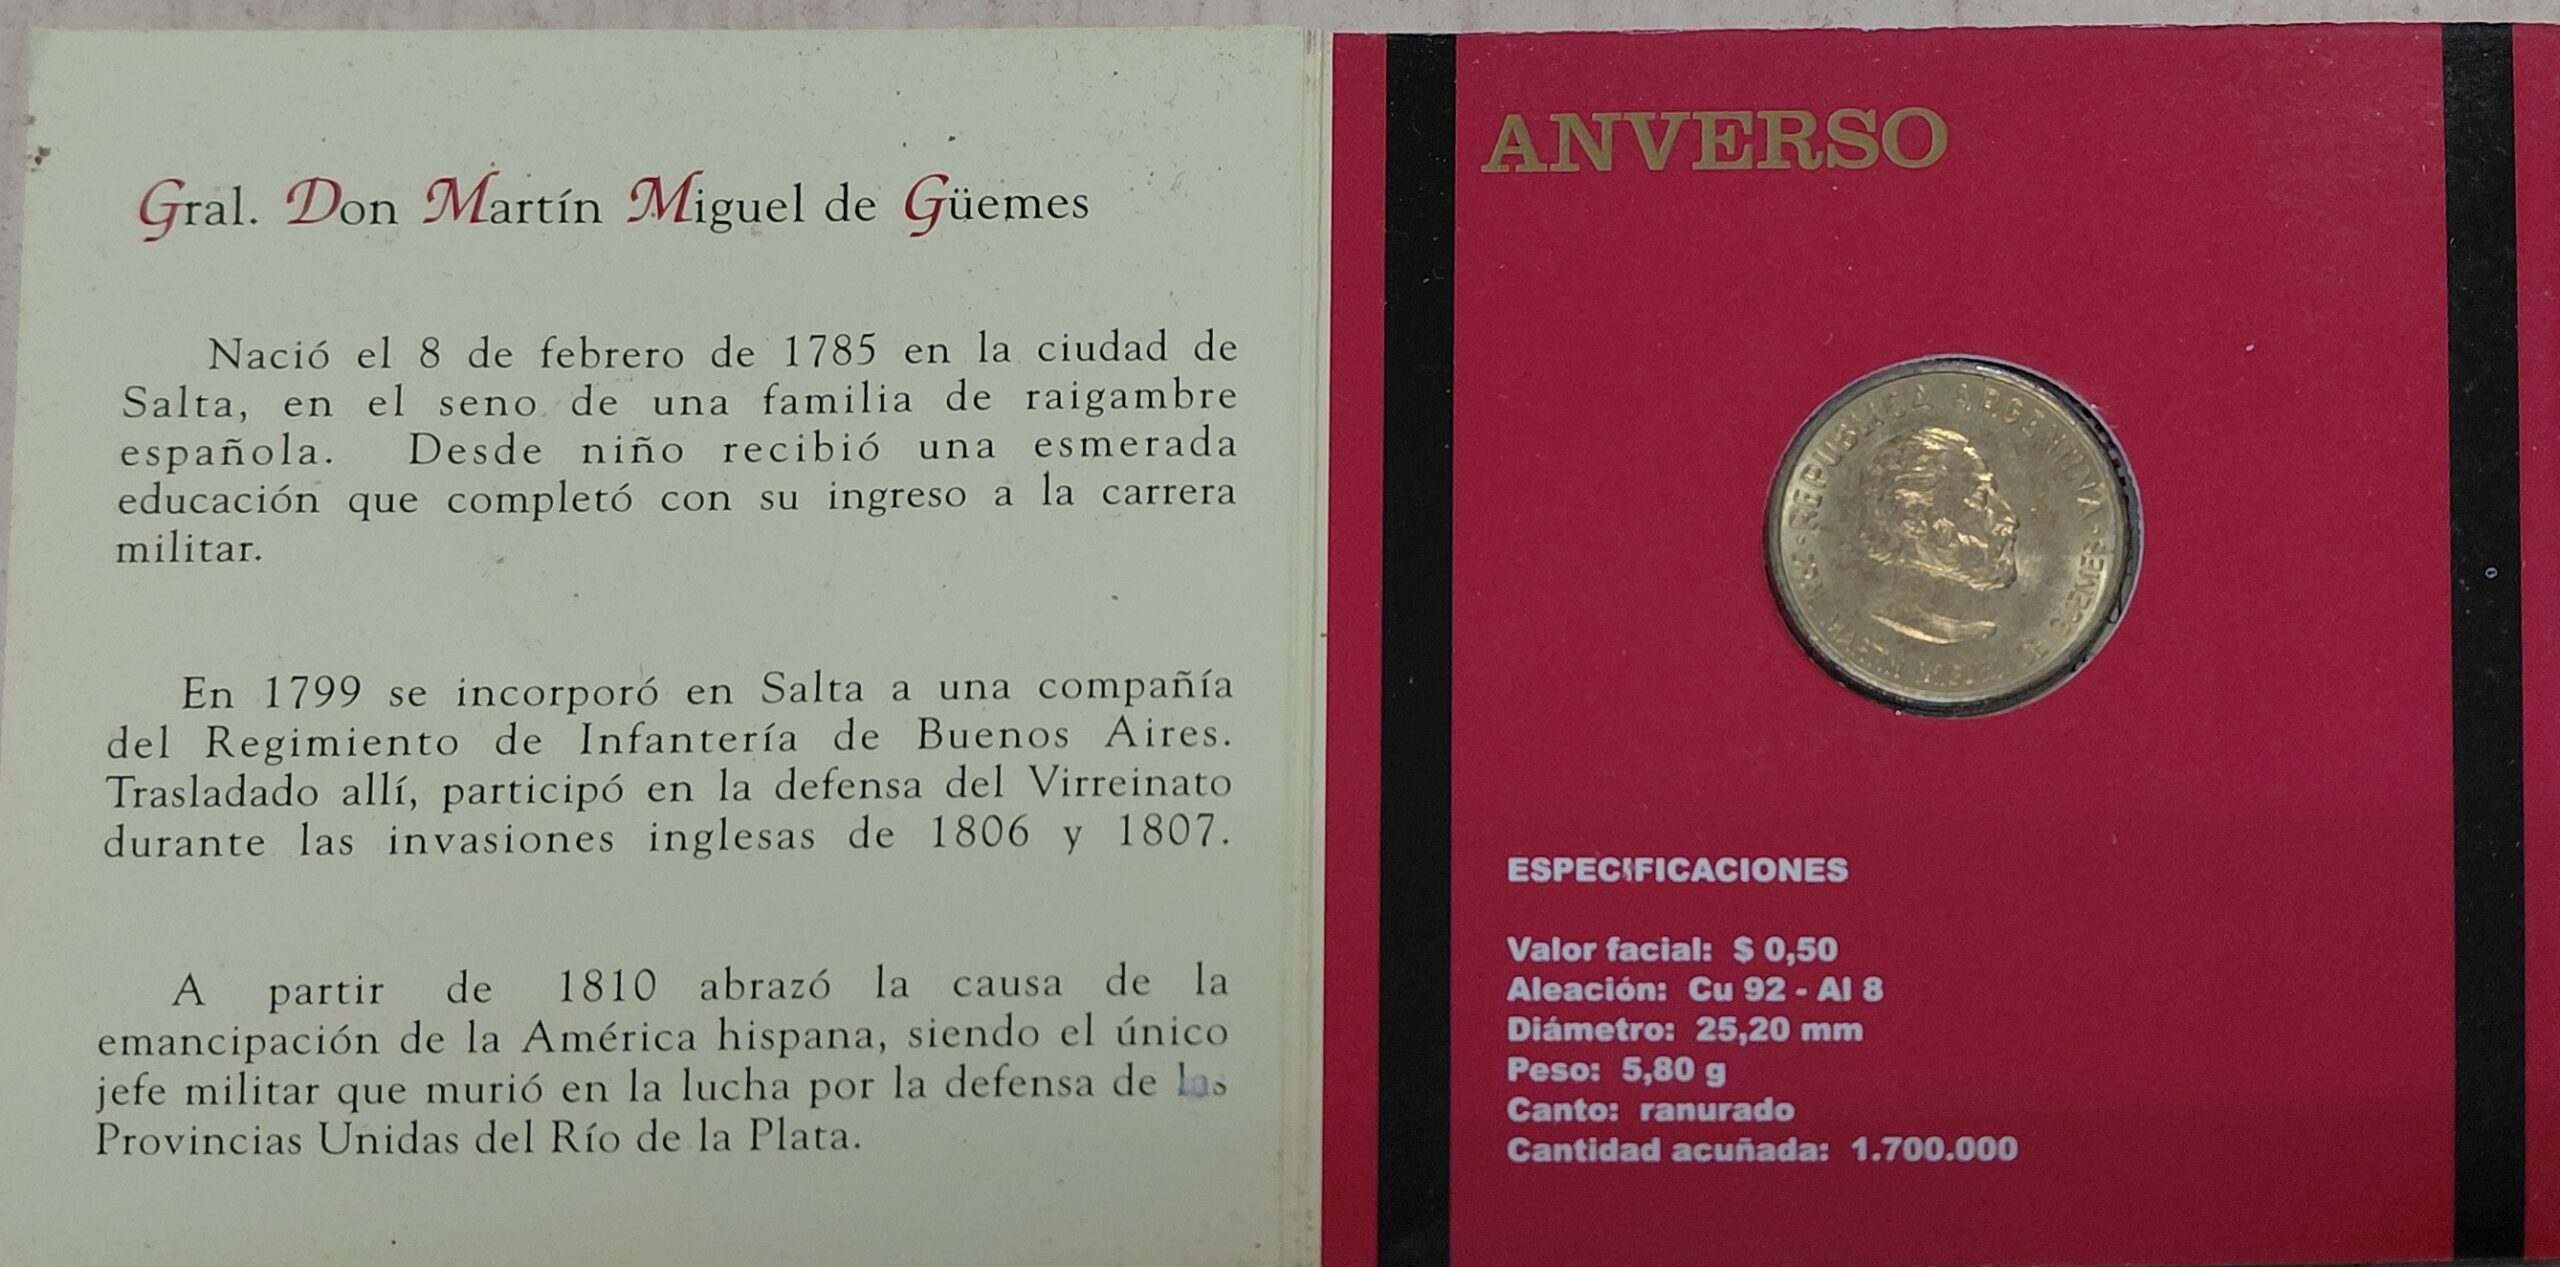 Gral. Don Martín Miguel de Güemes
Nació el 8 de febrero de 1785 en la ciudad de
Salta, en el seno de una familia de raigambre
española. Desde niño recibió una esmerada
educación que completó con su ingreso a la carrera
militar.
En 1799 se incorporó en Salta a una compañía
del Regimiento de Infantería de Buenos Aires.
Trasladado allí, participó en la defensa del Virreinato
durante las invasiones inglesas de 1806 y 1807.
A partir de 1810 abrazó la causa de la
emancipación de la América hispana, siendo el único
jefe militar que murió en la lucha por la defensa de las
Provincias Unidas del Río de la Plata.
ANVERSO
REPUBLICA ARGENTINA
GRAL. MARTIN MIGUEL DE GÜEMES
ESPECIFICACIONES
Valor facial: $ 0,50
Aleación: Cu 92 - Al 8
Diámetro: 25,20 mm
Peso: 5,80 g
Canto: ranurado
Cantidad acuñada: 1.700.000